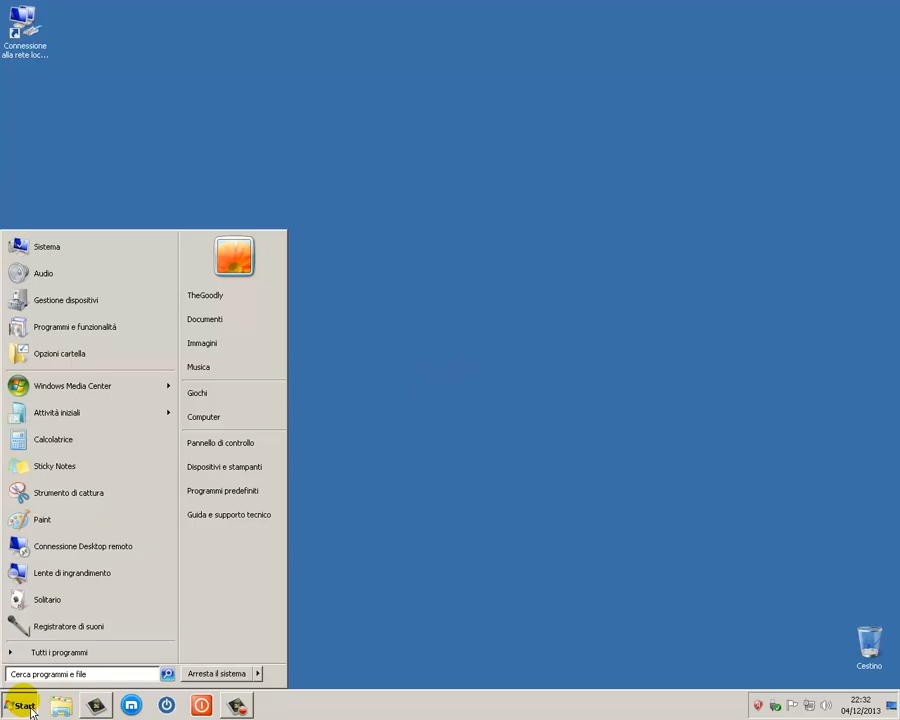 Connessione
alla rete loc...
Sistema
Audio
Gestione dispositivi
Programmi e funzionalità
Opzioni cartella
Windows Media Center
Attività iniziali
Calcolatrice
Sticky Notes
Strumento di cattura
Paint
Connessione Desktop remoto
Lente di ingrandimento
Solitario
Registratore di suoni
Tutti i programmi
Cerca programmi e file
TheGoodly
Documenti
Immagini
Musica
Giochi
Computer
Pannello di controllo
Dispositivi e stampanti
Programmi predefiniti
Guida e supporto tecnico
Arresta il sistema
Cestino
Start
22:32
04/12/2013